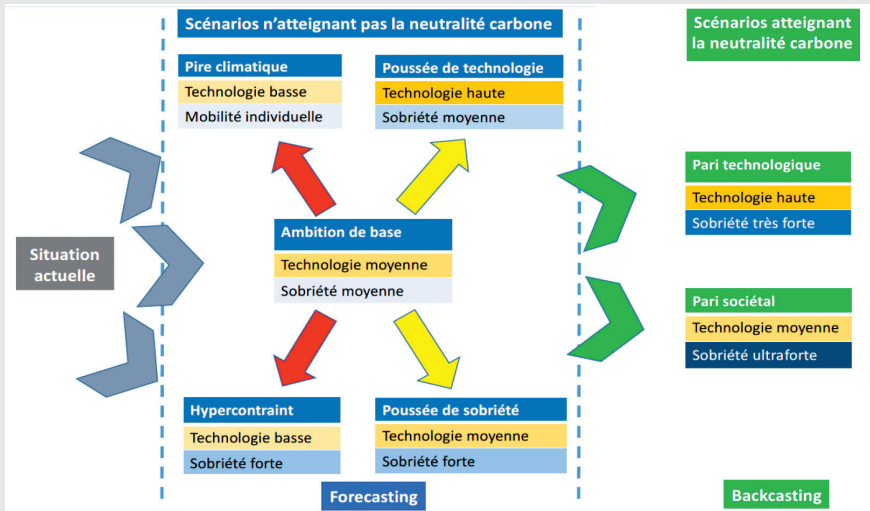 Scénarios n'atteignant pas la neutralité carbone
Scénarios atteignant
la neutralité carbone
Pire climatique
Technologie basse
Mobilité individuelle
Poussée de technologie
Technologie haute
Sobriété moyenne
Situation
actuelle
Ambition de base
Technologie moyenne
Sobriété moyenne
Pari technologique
Technologie haute
Sobriété très forte
Pari sociétal
Technologie moyenne
Sobriété ultraforte
Hypercontraint
Technologie basse
Sobriété forte
Poussée de sobriété
Technologie moyenne
Sobriété forte
Forecasting
Backcasting